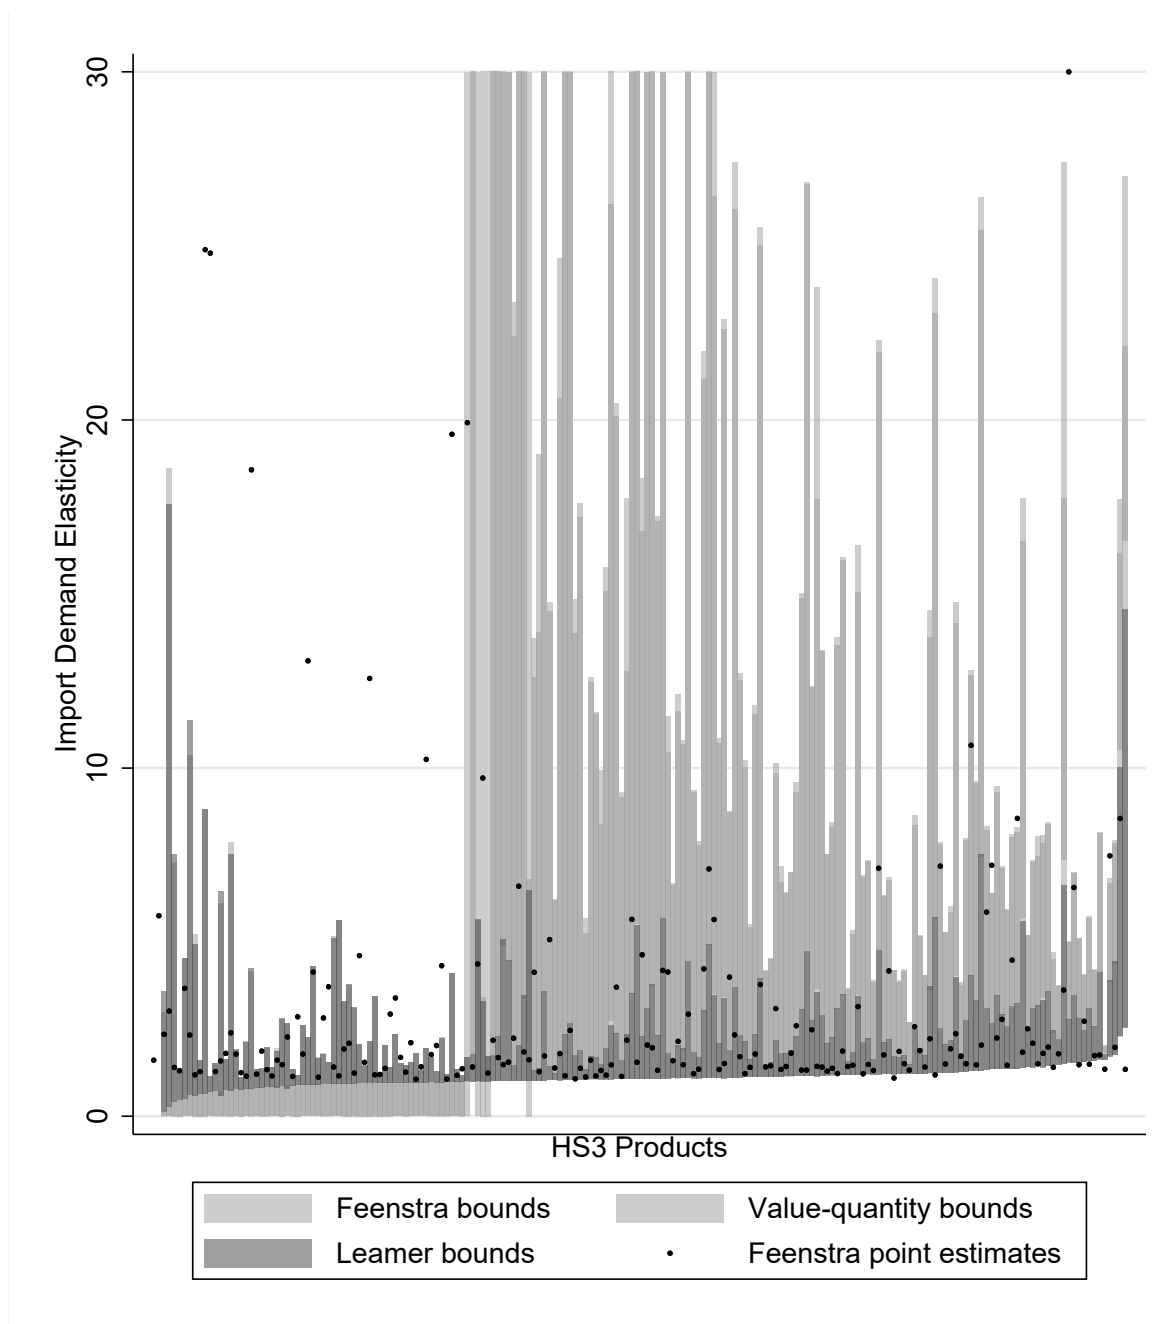 30
20
10
0
Import Demand Elasticity
HS3 Products
Feenstra bounds
Value-quantity bounds
Leamer bounds
Feenstra point estimates